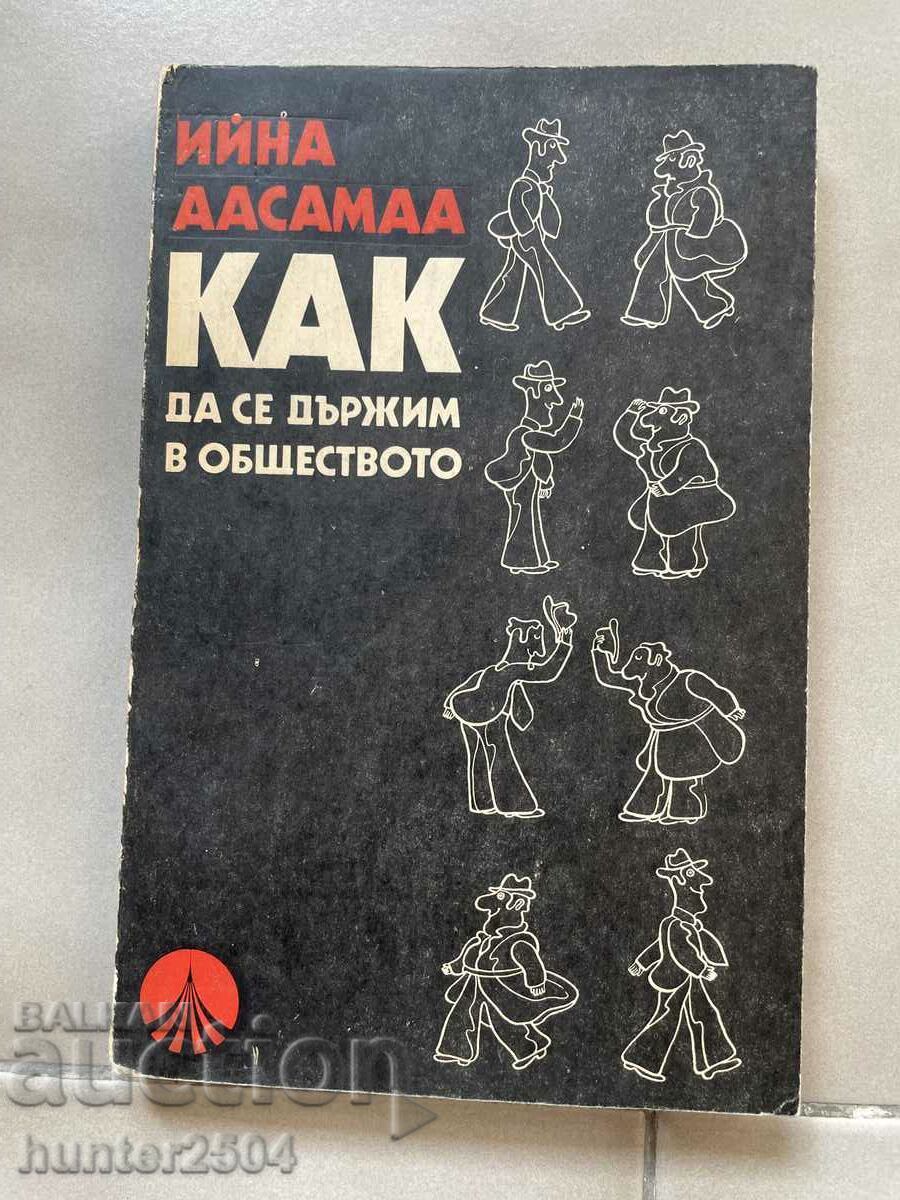 ИЙНА
ААСАМАА
КАК
ДА СЕ ДЪРЖИМ
В ОБЩЕСТВОТО
BALKAN
auction
hunter2504